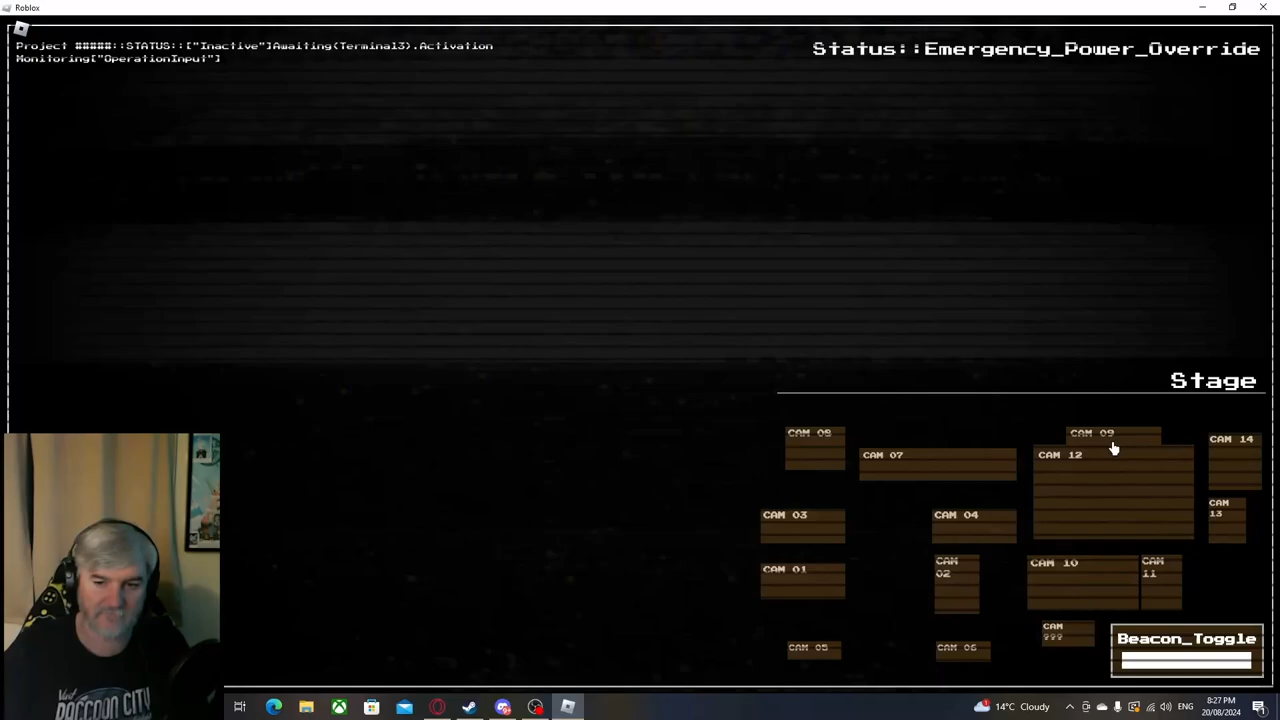 Roblox
Project #####::STATUS::["Inactive"]Awaiting(Terminal3).Activation
Monitoring["OperationInput"]
Status::Emergency_Power_Override
Stage
CAM 08
CAM 09
CAM 14
CAM 07
CAM 12
CAM 13
CAM 03
CAM 04
CAM 01
CAM 02
CAM 10
CAM 11
CAM ???
Beacon_Toggle
CAM 05
CAM 06
RACCOON CITY
14°C Cloudy
ENG
8:27 PM
20/08/2024